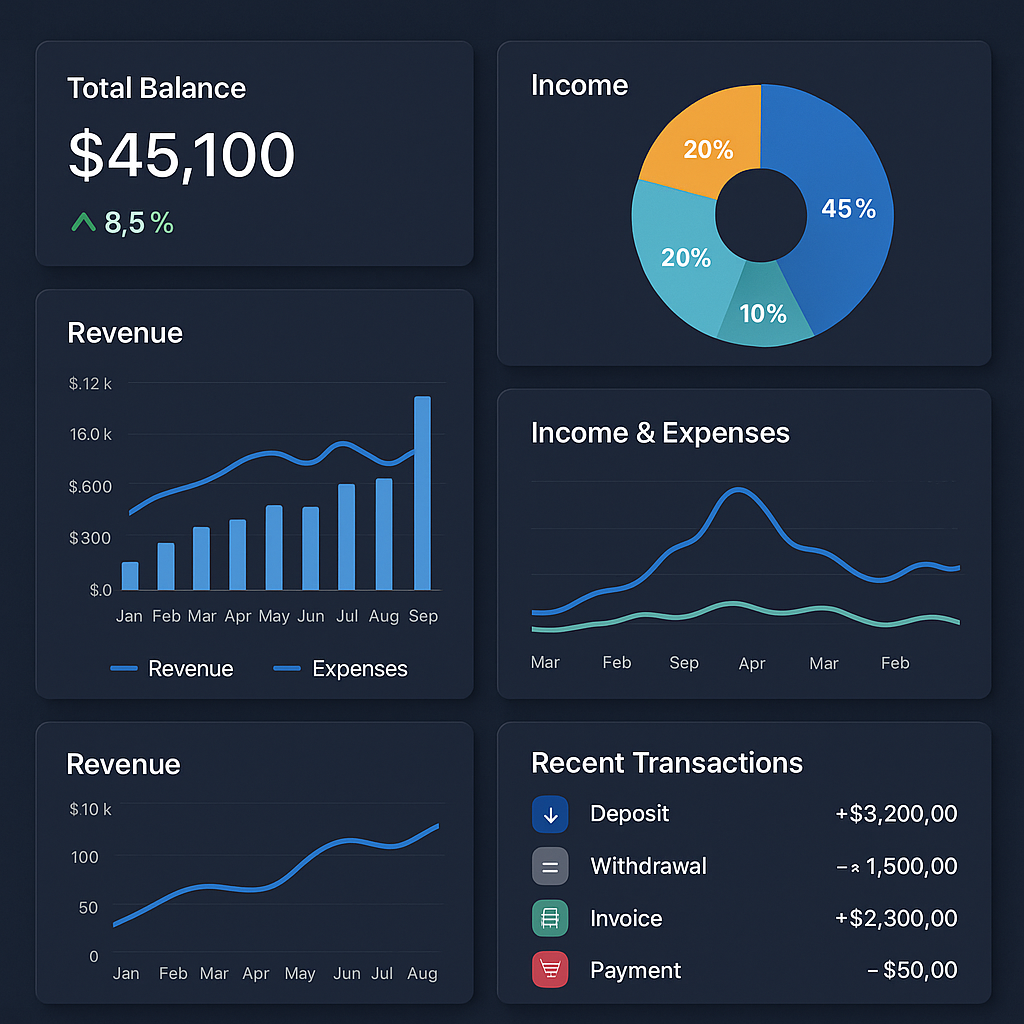 Total Balance
$45,100
8,5 %
Income
20%
45 %
20%
10%
Revenue
$.12 k
16.0 k
$.600
$300
$.0
Jan Feb Mar Apr May Jun Jul Aug Sep
Revenue Expenses
Income & Expenses
Mar Feb Sep Apr Mar Feb
Revenue
$10 k
100
50
0
Jan Feb Mar Apr May Jun Jul Aug
Recent Transactions
Deposit +$3,200,00
Withdrawal – 1,500,00
Invoice +$2,300,00
Payment – $50,00